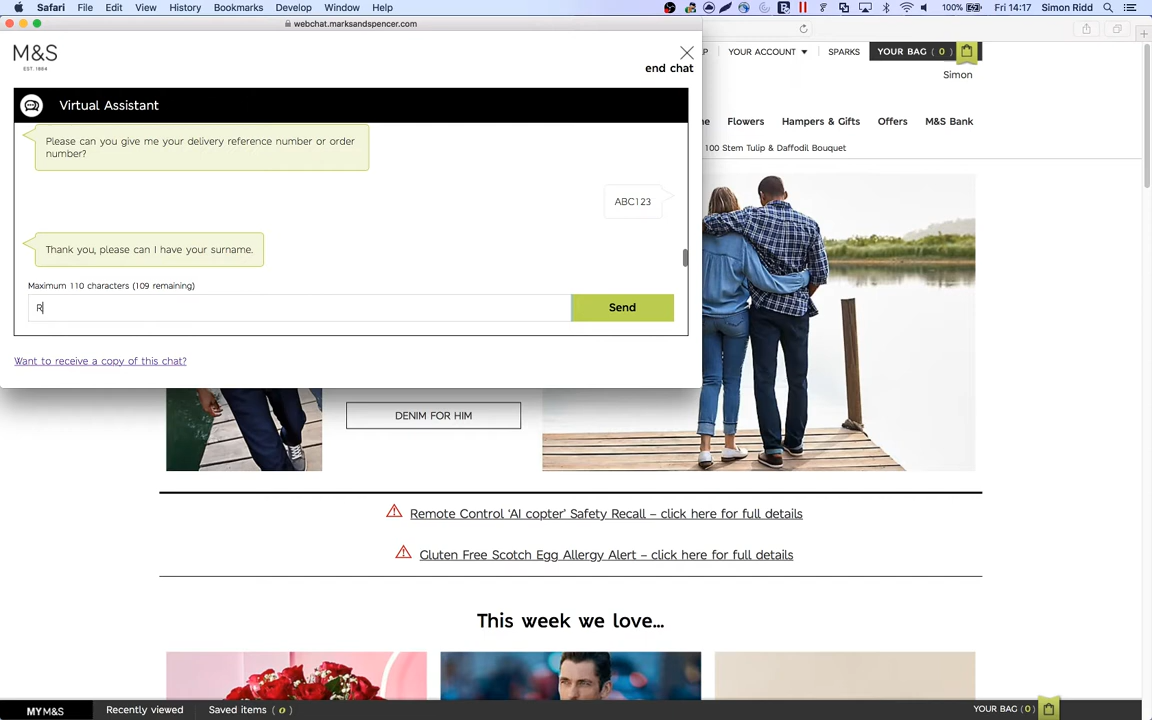 Safari File Edit View History Bookmarks Develop Window Help 100% Fri 14:17 Simon Ridd
webchat.marksandspencer.com
M&S
EST. 1884
end chat
YOUR ACCOUNT SPARKS YOUR BAG ( 0 )
Simon
Virtual Assistant
Flowers Hampers & Gifts Offers M&S Bank
100 Stem Tulip & Daffodil Bouquet
Please can you give me your delivery reference number or order
number?
ABC123
Thank you, please can I have your surname.
Maximum 110 characters (109 remaining)
R
Send
Want to receive a copy of this chat?
DENIM FOR HIM
Remote Control ‘AI copter’ Safety Recall – click here for full details
Gluten Free Scotch Egg Allergy Alert – click here for full details
This week we love...
MY M&S Recently viewed Saved items ( 0 ) YOUR BAG ( 0 )